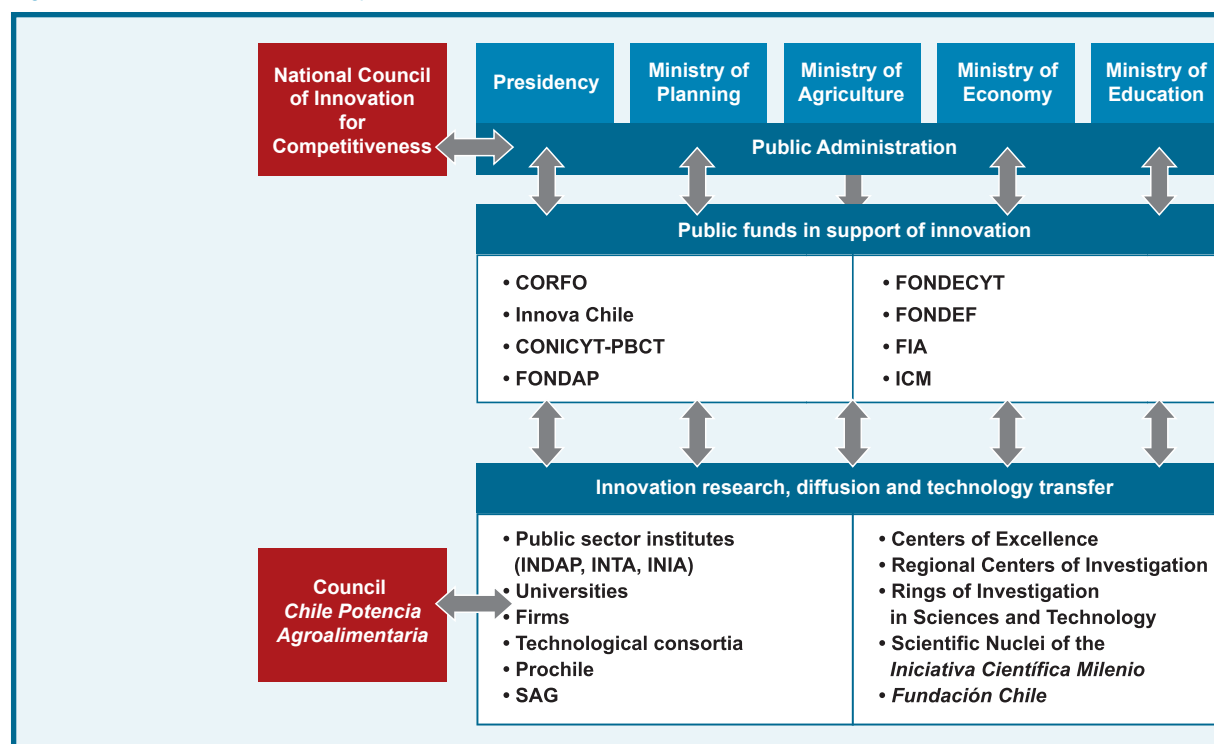 National Council
of Innovation
for
Competitiveness
Presidency
Ministry of
Planning
Ministry of
Agriculture
Ministry of
Economy
Ministry of
Education
Public Administration
Public funds in support of innovation
• CORFO
• Innova Chile
• CONICYT-PBCT
• FONDAP
• FONDECYT
• FONDEF
• FIA
• ICM
Innovation research, diffusion and technology transfer
Council
Chile Potencia
Agroalimentaria
• Public sector institutes
(INDAP, INTA, INIA)
• Universities
• Firms
• Technological consortia
• Prochile
• SAG
• Centers of Excellence
• Regional Centers of Investigation
• Rings of Investigation
in Sciences and Technology
• Scientific Nuclei of the
Iniciativa Científica Milenio
• Fundación Chile